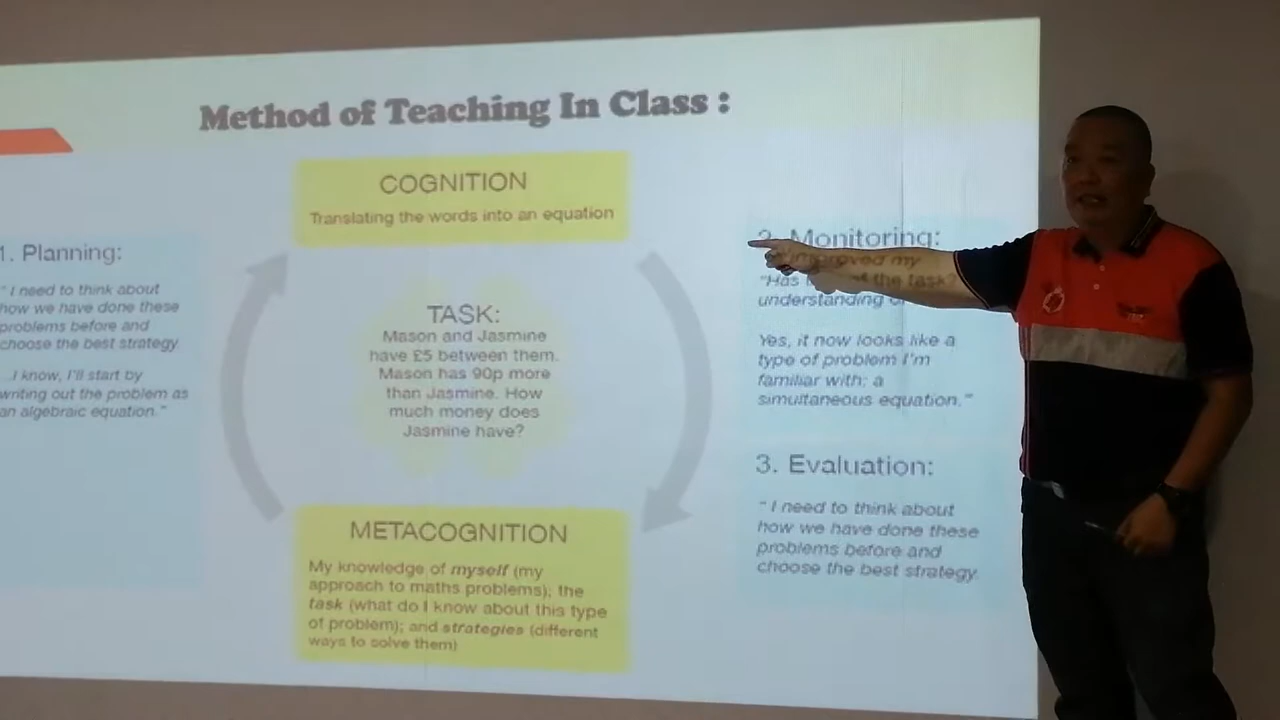 Method of Teaching In Class :
COGNITION
Translating the words into an equation
1. Planning:
" I need to think about
how we have done these
problems before and
choose the best strategy
...I know, I'll start by
writing out the problem as
an algebraic equation."
TASK:
Mason and Jasmine
have £5 between them.
Mason has 90p more
than Jasmine. How
much money does
Jasmine have?
METACOGNITION
My knowledge of myself (my
approach to maths problems); the
task (what do I know about this type
of problem); and strategies (different
ways to solve them)
2. Monitoring:
improved my
"Has of the task?
understanding
Yes, it now looks like a
type of problem I'm
familiar with; a
simultaneous equation."
3. Evaluation:
" I need to think about
how we have done these
problems before and
choose the best strategy